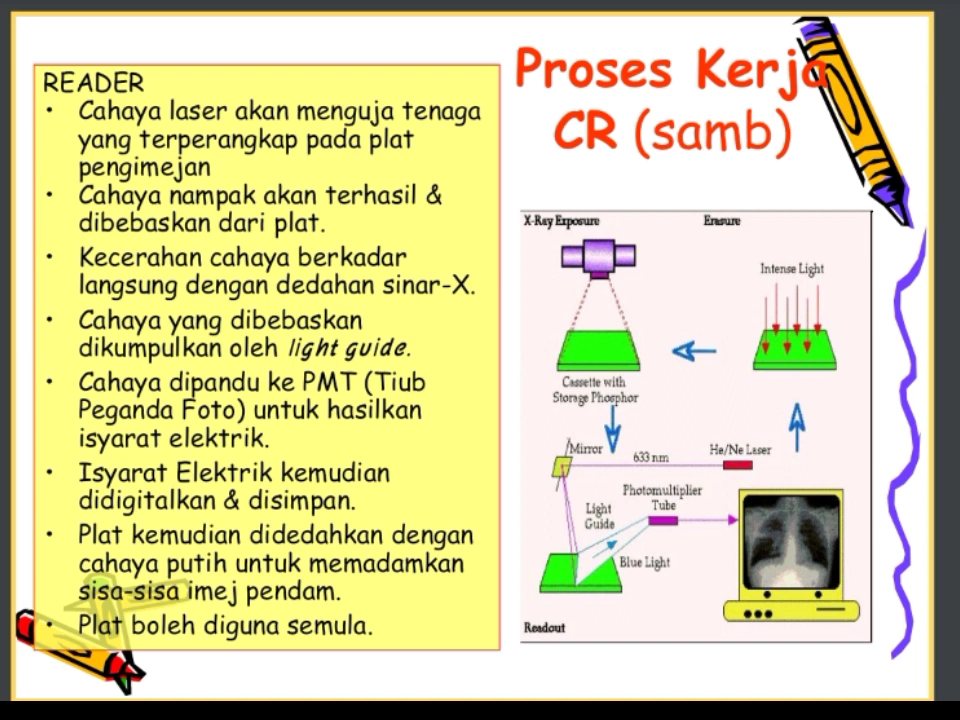 Proses Kerja
CR (samb)
READER
• Cahaya laser akan menguja tenaga
yang terperangkap pada plat
pengimejan
• Cahaya nampak akan terhasil &
dibebaskan dari plat.
• Kecerahan cahaya berkadar
langsung dengan dedahan sinar-X.
• Cahaya yang dibebaskan
dikumpulkan oleh light guide.
• Cahaya dipandu ke PMT (Tiub
Peganda Foto) untuk hasilkan
isyarat elektrik.
• Isyarat Elektrik kemudian
didigitalkan & disimpan.
• Plat kemudian didedahkan dengan
cahaya putih untuk memadamkan
sisa-sisa imej pendam.
• Plat boleh diguna semula.
X-Ray Exposure
Erasure
Intense Light
Cassette with
Storage Phosphor
Mirror
633 nm
He/Ne Laser
Photomultiplier
Tube
Light
Guide
Blue Light
Readout